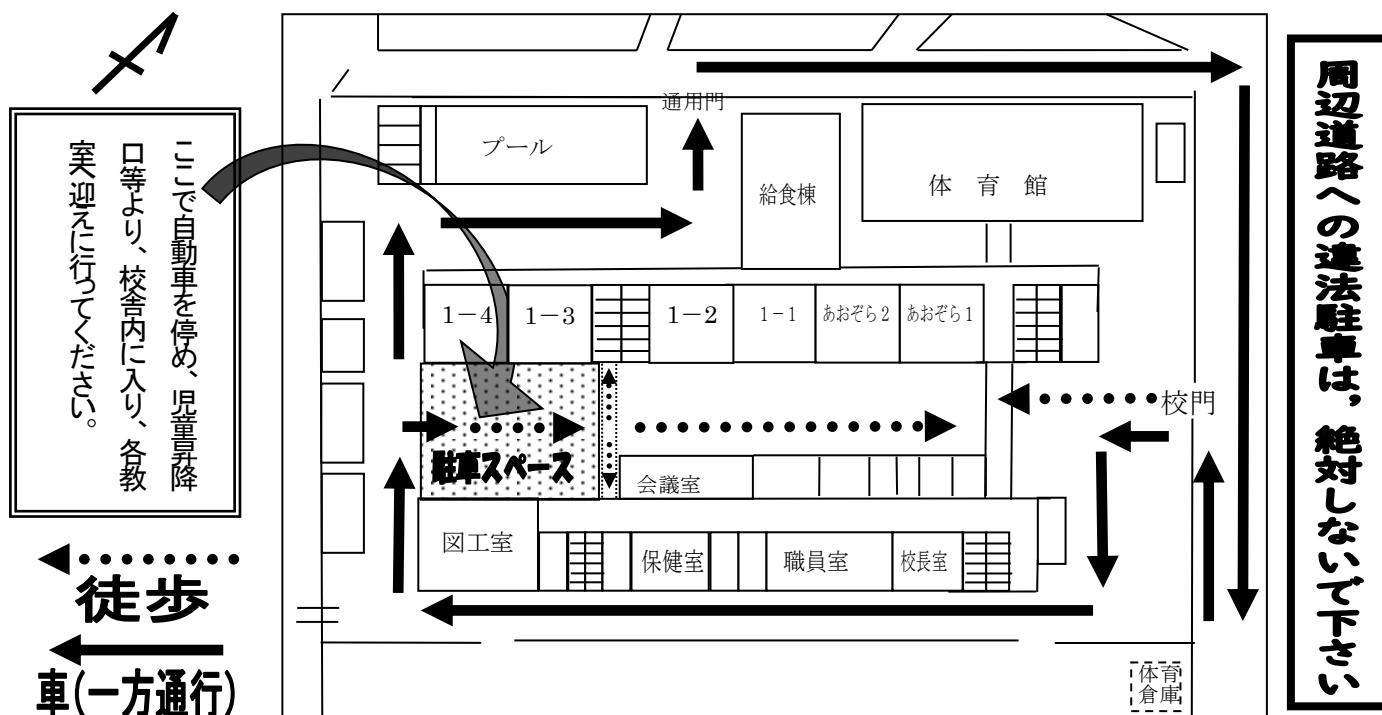 ここで自動車を停め、児童昇降
口等より、校舎内に入り、各教
室へ迎えに行ってください。
徒歩
車(一方通行)
通用門
プール
給食棟
体育館
1-4
1-3
1-2
1-1
あおぞら2
あおぞら1
校門
駐車スペース
会議室
図工室
保健室
職員室
校長室
体育
倉庫
周辺道路への違法駐車は，絶対しないで下さい